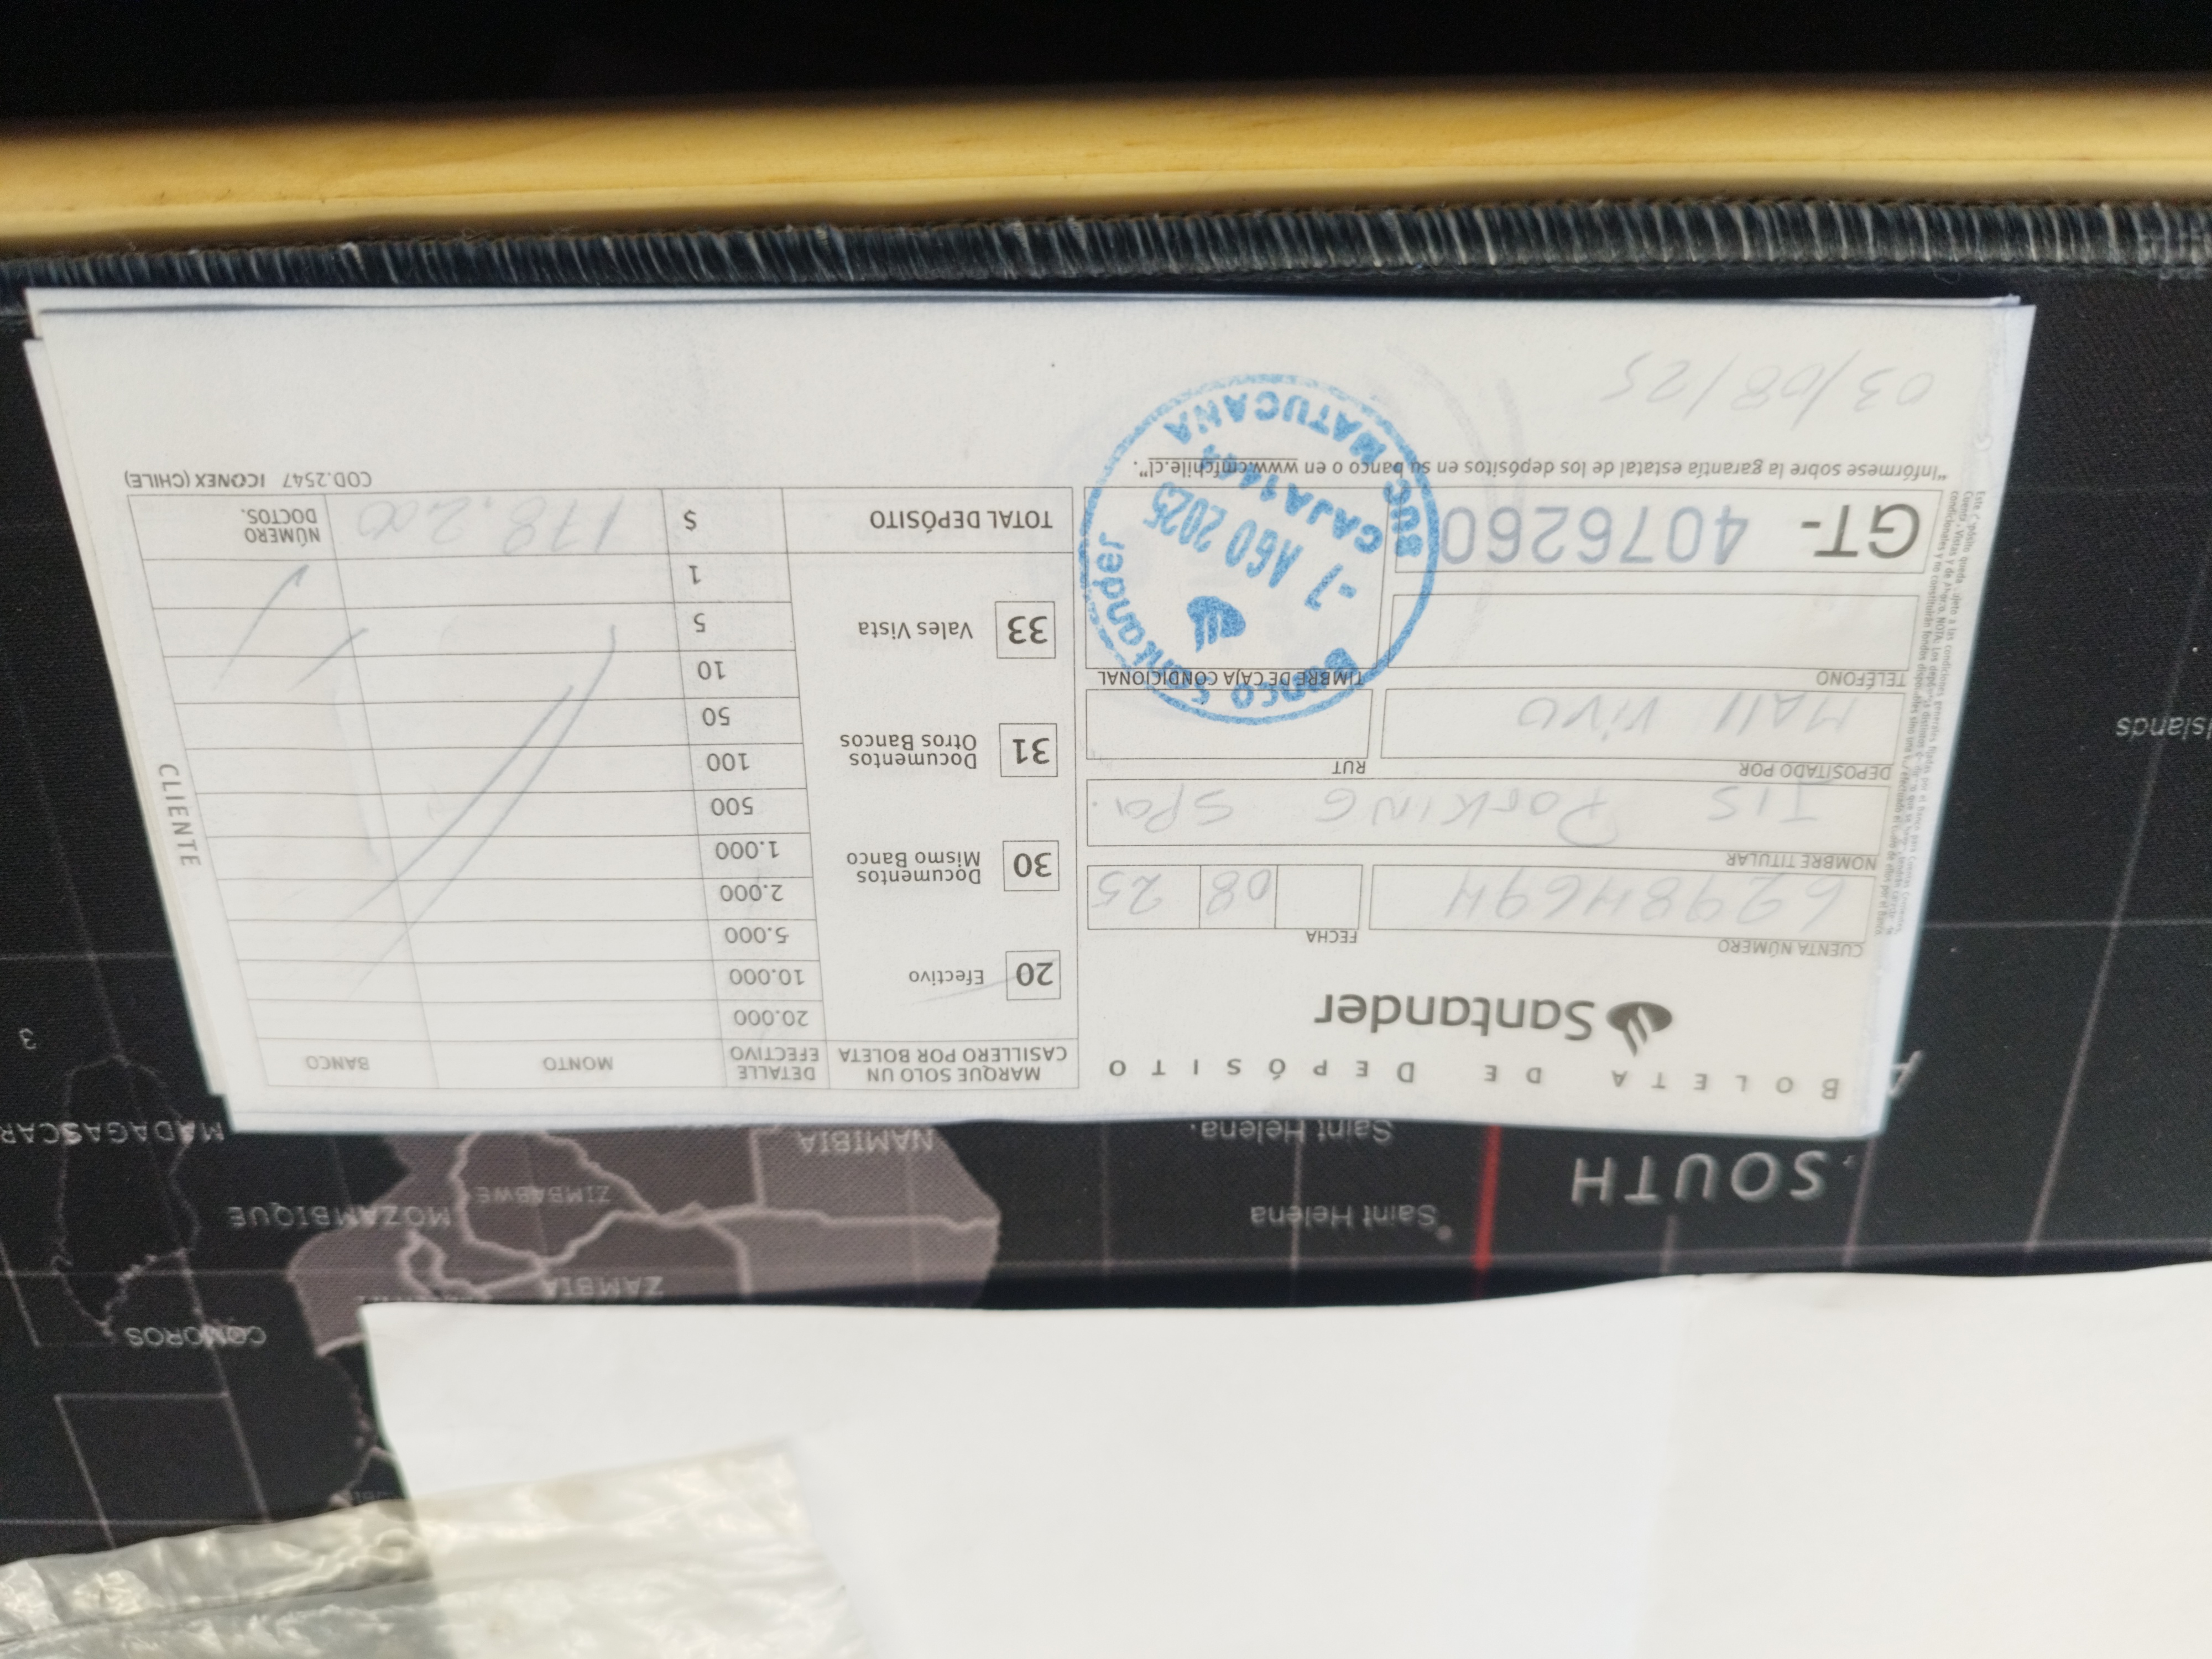 BOLETA DE DEPÓSITO
Santander
CUENTA NÚMERO
FECHA
08 25
NOMBRE TITULAR
JIS Parking Spa.
DEPOSITADO POR
RUT
Mall Vivo
TELÉFONO
TIMBRE DE CAJA CONDICIONAL
GT- 4076260
"Infórmese sobre la garantía estatal de los depósitos en su banco o en www.cmfchile.cl".
03/08/25
Banco Santander
-7 AGO 2025
SUC MATUCANA
MARQUE SOLO UN CASILLERO POR BOLETA
DETALLE EFECTIVO
MONTO
BANCO
20 Efectivo
30 Documentos Mismo Banco
31 Documentos Otros Bancos
33 Vales Vista
20.000
10.000
5.000
2.000
1.000
500
100
50
10
5
1
TOTAL DEPÓSITO
$
178.200
NÚMERO DOCTOS.
COD.2547 ICONEX (CHILE)
CLIENTE
SOUTH
Saint Helena
Saint Helena
NAMIBIA
ZIMBABWE
ZAMBIA
MOZAMBIQUE
MADAGASCAR
COMOROS
3